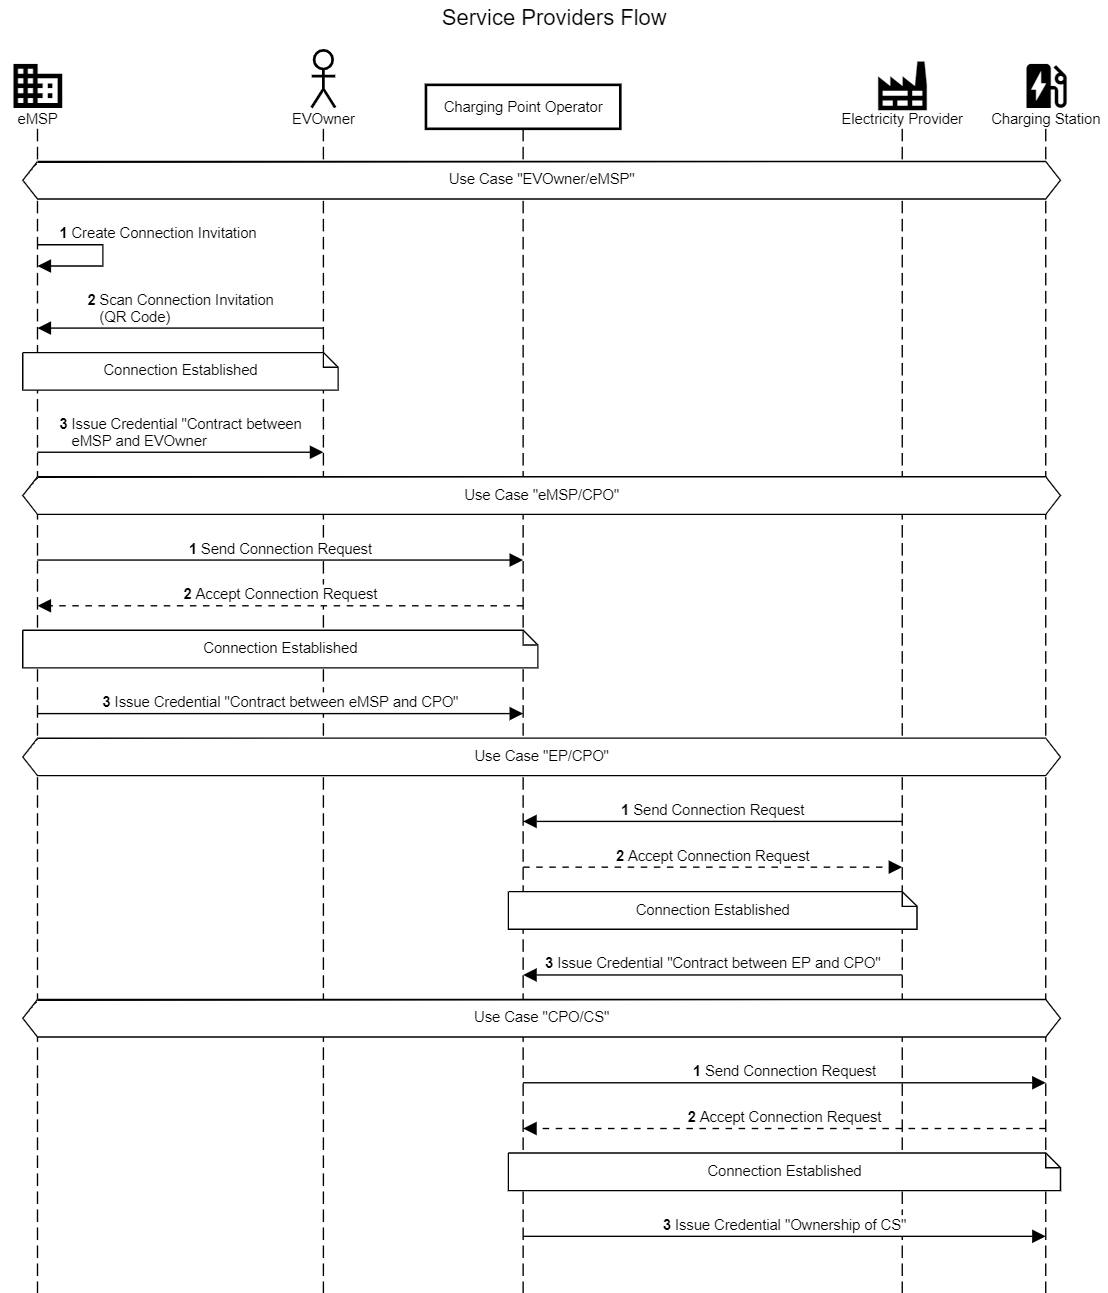 Service Providers Flow
eMSP
EVOwner
Charging Point Operator
Electricity Provider
Charging Station
Use Case "EVOwner/eMSP"
1 Create Connection Invitation
2 Scan Connection Invitation
(QR Code)
Connection Established
3 Issue Credential "Contract between
eMSP and EVOwner
Use Case "eMSP/CPO"
1 Send Connection Request
2 Accept Connection Request
Connection Established
3 Issue Credential "Contract between eMSP and CPO"
Use Case "EP/CPO"
1 Send Connection Request
2 Accept Connection Request
Connection Established
3 Issue Credential "Contract between EP and CPO"
Use Case "CPO/CS"
1 Send Connection Request
2 Accept Connection Request
Connection Established
3 Issue Credential "Ownership of CS"